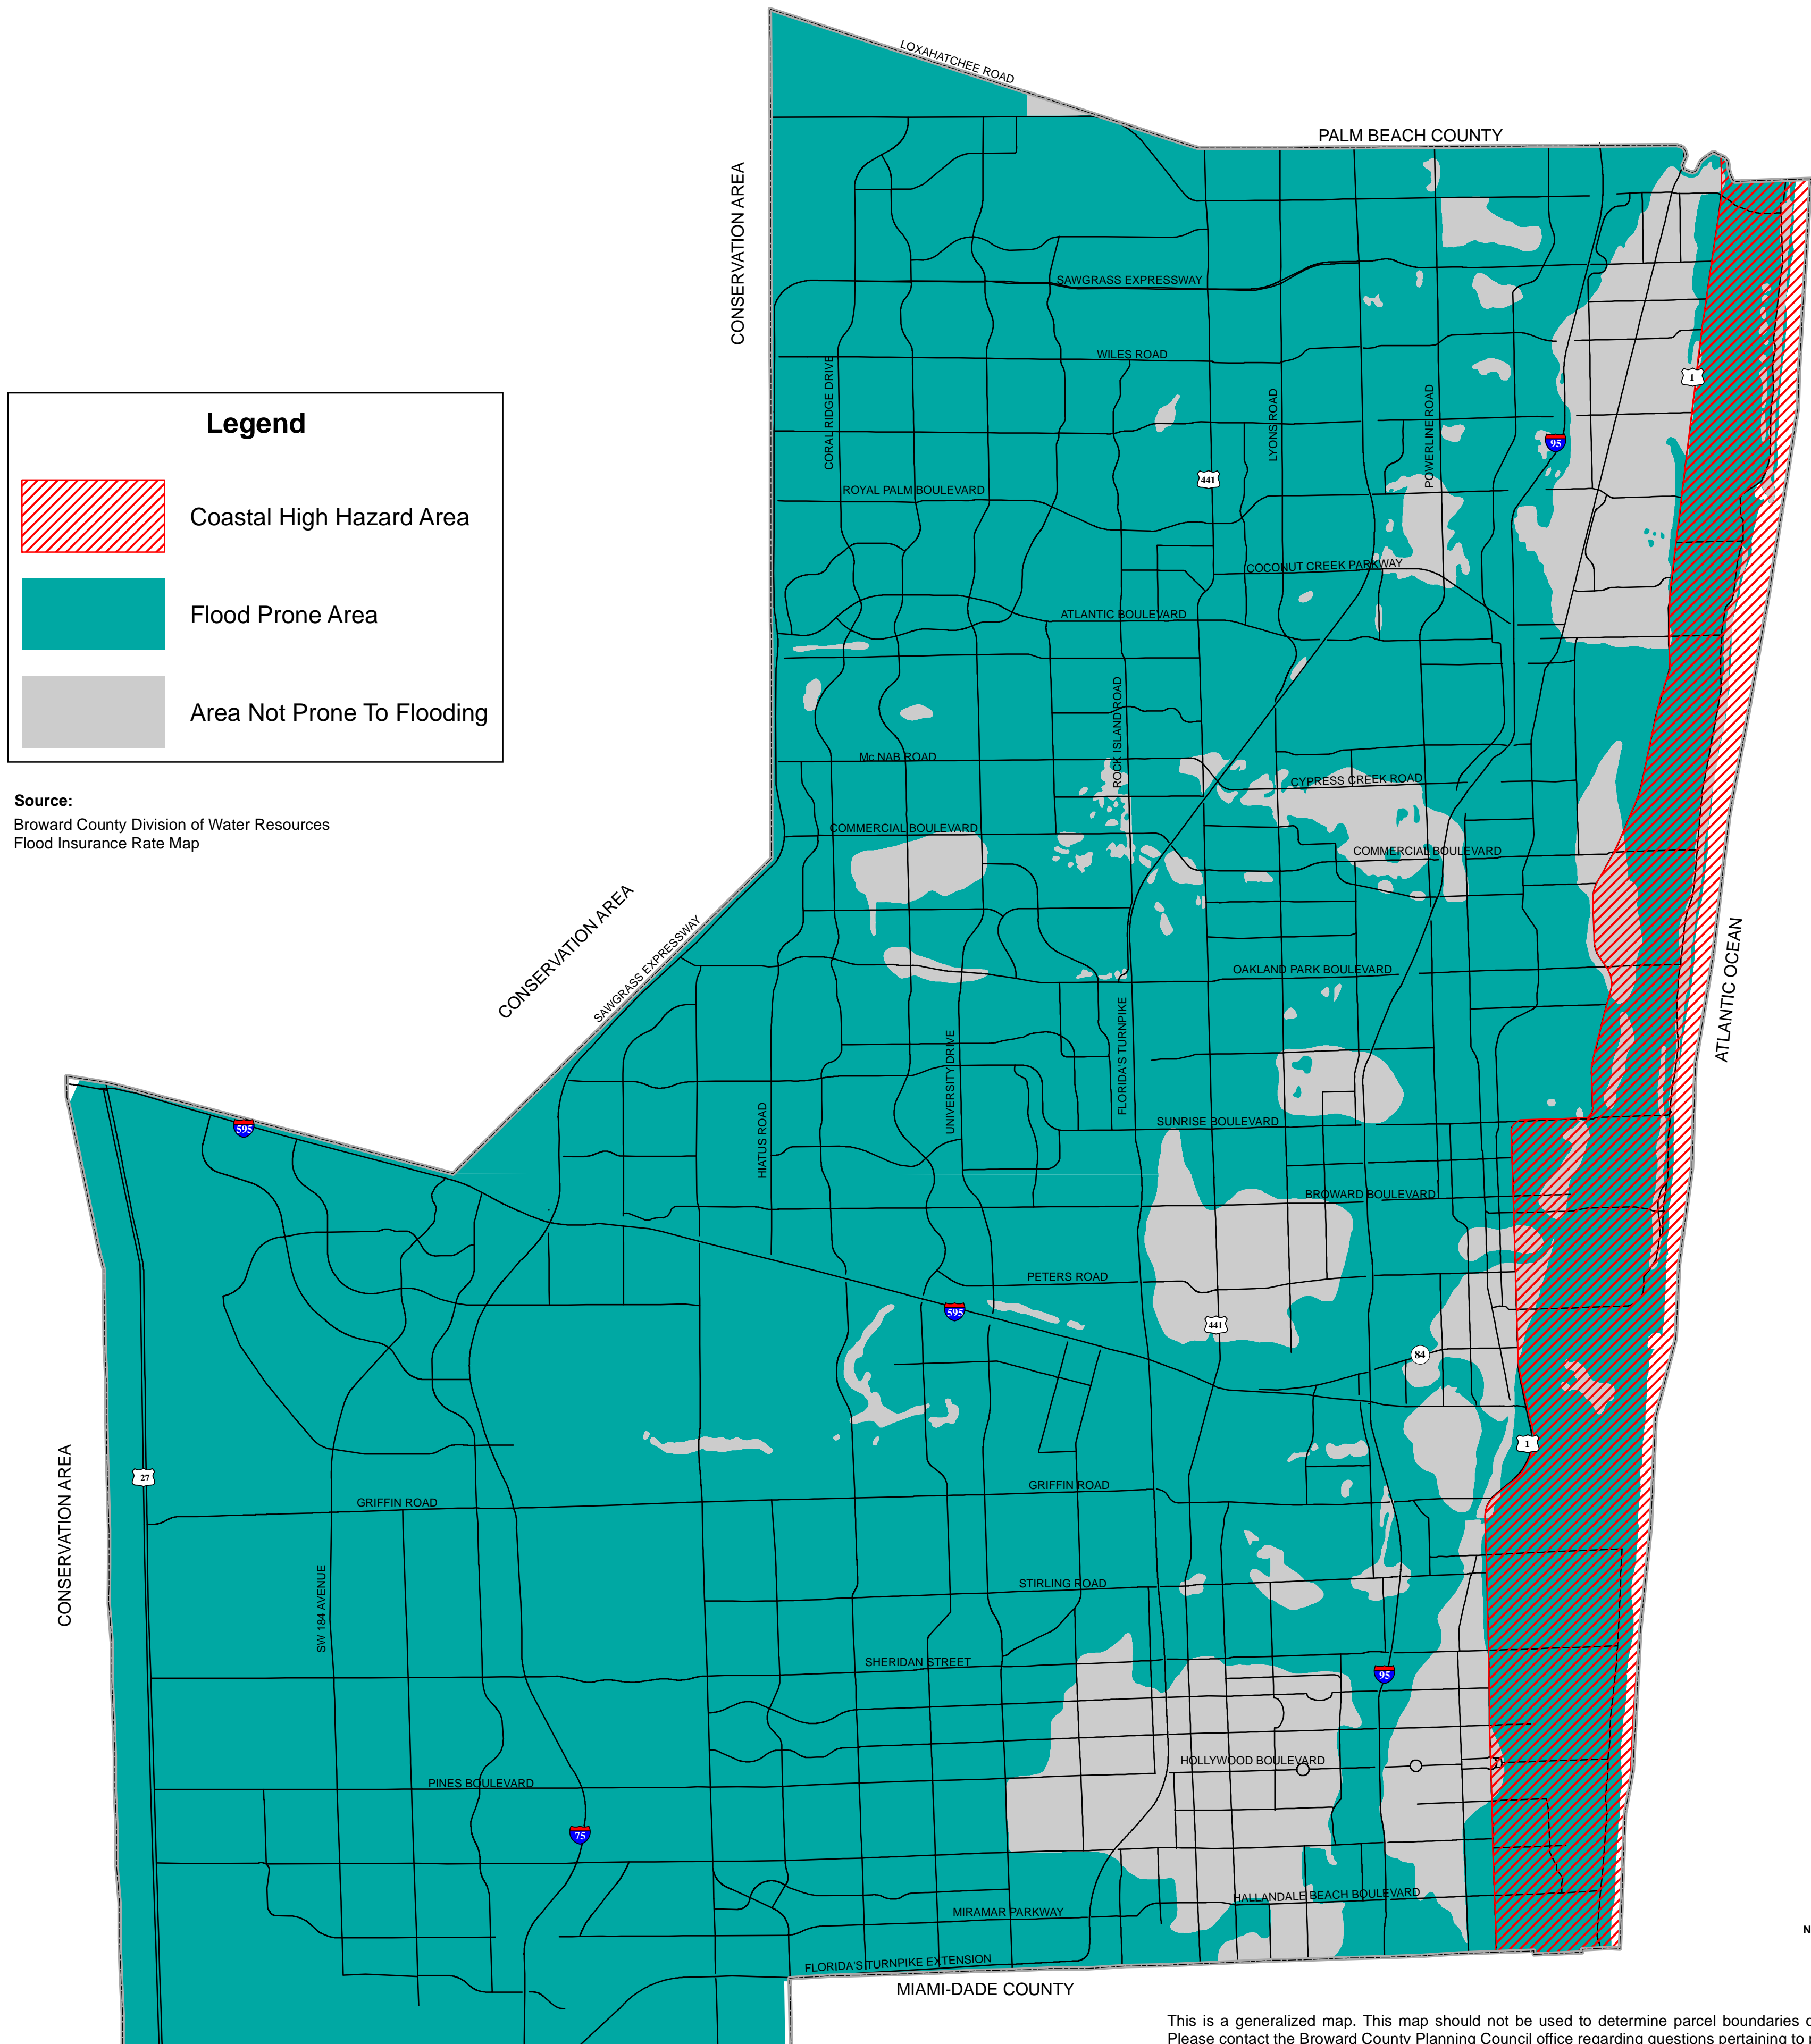 LOXAHATCHEE ROAD
PALM BEACH COUNTY
CONSERVATION AREA
SAWGRASS EXPRESSWAY
WILES ROAD
CORAL RIDGE DRIVE
LYONS ROAD
POWERLINE ROAD
1
95
441
ROYAL PALM BOULEVARD
COCONUT CREEK PARKWAY
ATLANTIC BOULEVARD
Legend
Coastal High Hazard Area
Flood Prone Area
Area Not Prone To Flooding
Source:
Broward County Division of Water Resources
Flood Insurance Rate Map
ROCK ISLAND ROAD
Mc NAB ROAD
CYPRESS CREEK ROAD
COMMERCIAL BOULEVARD
COMMERCIAL BOULEVARD
CONSERVATION AREA
SAWGRASS EXPRESSWAY
OAKLAND PARK BOULEVARD
ATLANTIC OCEAN
UNIVERSITY DRIVE
FLORIDA'S TURNPIKE
HIATUS ROAD
SUNRISE BOULEVARD
595
BROWARD BOULEVARD
PETERS ROAD
595
441
84
1
CONSERVATION AREA
27
GRIFFIN ROAD
GRIFFIN ROAD
SW 184 AVENUE
STIRLING ROAD
SHERIDAN STREET
95
HOLLYWOOD BOULEVARD
PINES BOULEVARD
75
HALLANDALE BEACH BOULEVARD
MIRAMAR PARKWAY
N
FLORIDA'S TURNPIKE EXTENSION
MIAMI-DADE COUNTY
This is a generalized map. This map should not be used to determine parcel boundaries
Please contact the Broward County Planning Council office regarding questions pertaining to